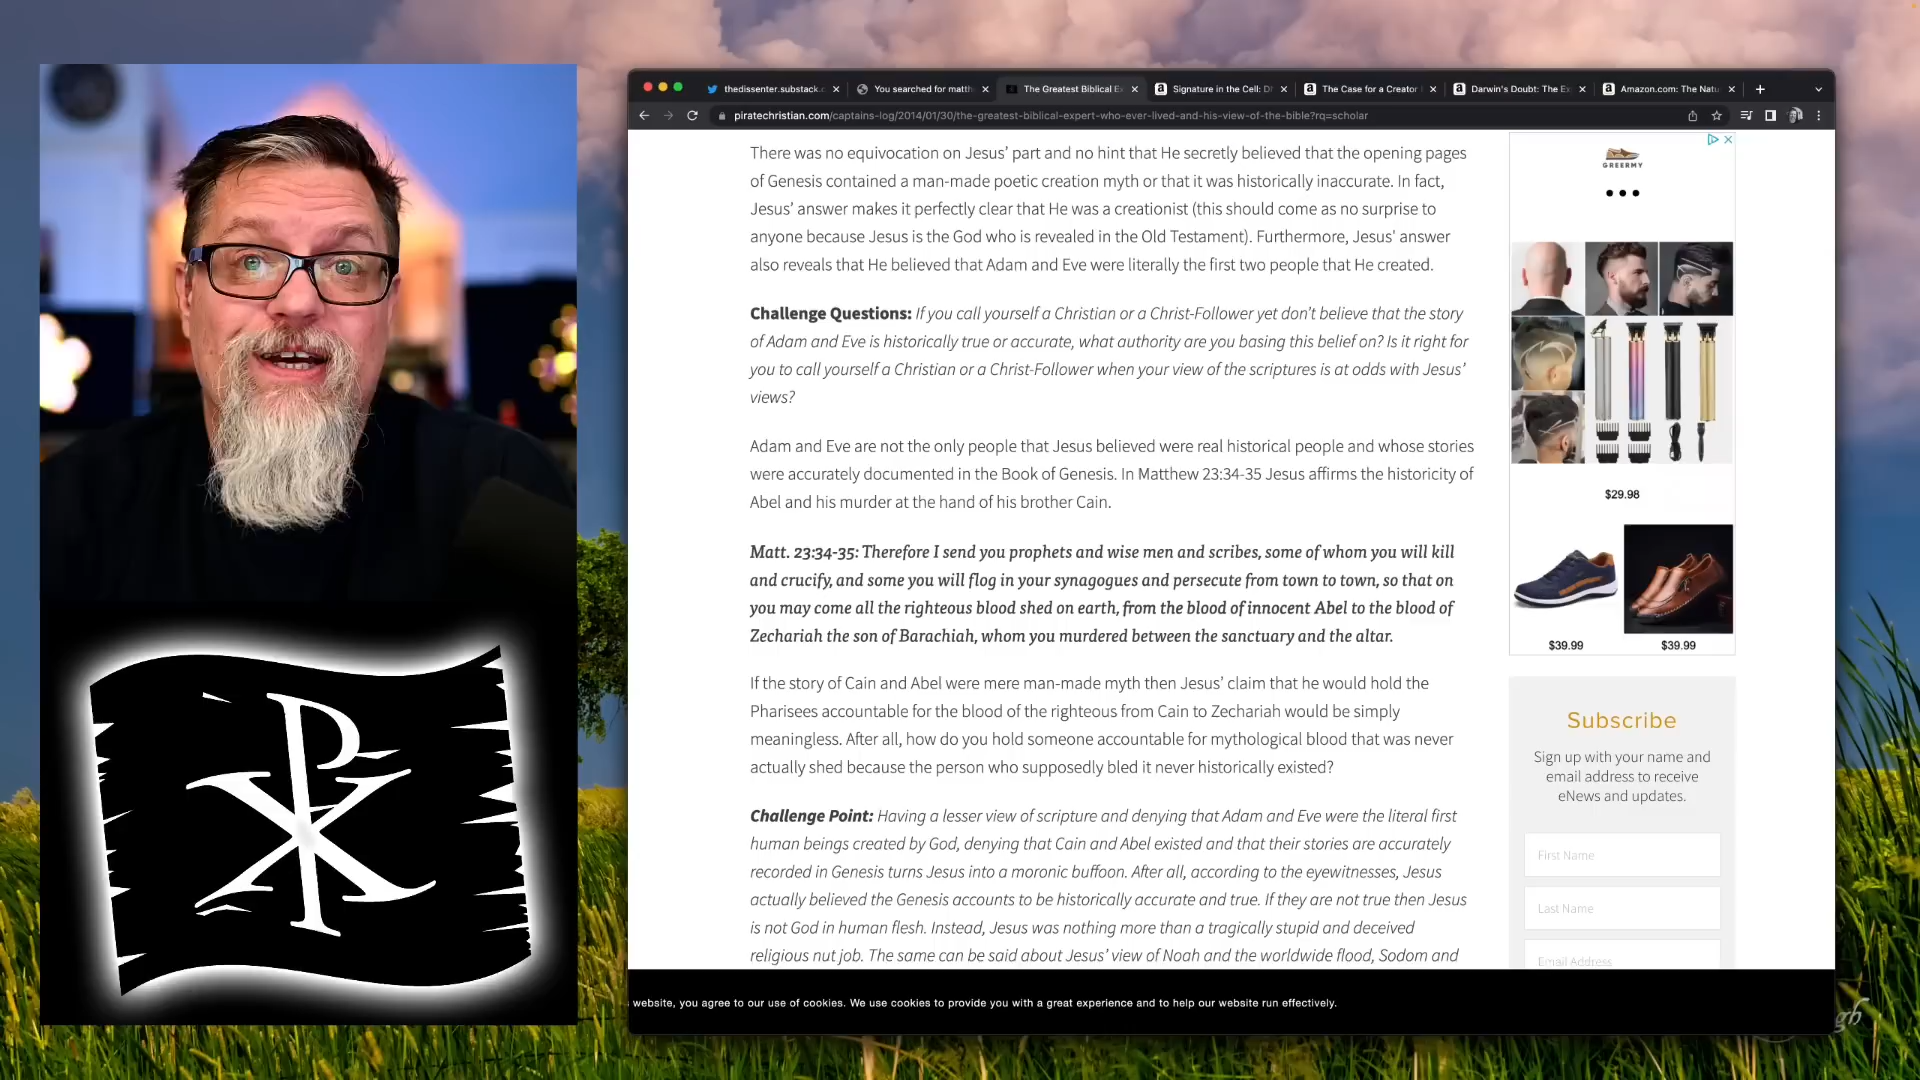 thedissenter.substack.c
You searched for matth
The Greatest Biblical E
Signature in the Cell: D
The Case for a Creator
Darwin's Doubt: The Ex
Amazon.com: The Natu
piratechristian.com/captains-log/2014/01/30/the-greatest-biblical-expert-who-ever-lived-and-his-view-of-the-bible?rq=scholar
There was no equivocation on Jesus’ part and no hint that He secretly believed that the opening pages
of Genesis contained a man-made poetic creation myth or that it was historically inaccurate. In fact,
Jesus’ answer makes it perfectly clear that He was a creationist (this should come as no surprise to
anyone because Jesus is the God who is revealed in the Old Testament). Furthermore, Jesus' answer
also reveals that He believed that Adam and Eve were literally the first two people that He created.
Challenge Questions: If you call yourself a Christian or a Christ-Follower yet don’t believe that the story
of Adam and Eve is historically true or accurate, what authority are you basing this belief on? Is it right for
you to call yourself a Christian or a Christ-Follower when your view of the scriptures is at odds with Jesus’
views?
Adam and Eve are not the only people that Jesus believed were real historical people and whose stories
were accurately documented in the Book of Genesis. In Matthew 23:34-35 Jesus affirms the historicity of
Abel and his murder at the hand of his brother Cain.
Matt. 23:34-35: Therefore I send you prophets and wise men and scribes, some of whom you will kill
and crucify, and some you will flog in your synagogues and persecute from town to town, so that on
you may come all the righteous blood shed on earth, from the blood of innocent Abel to the blood of
Zechariah the son of Barachiah, whom you murdered between the sanctuary and the altar.
If the story of Cain and Abel were mere man-made myth then Jesus’ claim that he would hold the
Pharisees accountable for the blood of the righteous from Cain to Zechariah would be simply
meaningless. After all, how do you hold someone accountable for mythological blood that was never
actually shed because the person who supposedly bled it never historically existed?
Challenge Point: Having a lesser view of scripture and denying that Adam and Eve were the literal first
human beings created by God, denying that Cain and Abel existed and that their stories are accurately
recorded in Genesis turns Jesus into a moronic buffoon. After all, according to the eyewitnesses, Jesus
actually believed the Genesis accounts to be historically accurate and true. If they are not true then Jesus
is not God in human flesh. Instead, Jesus was nothing more than a tragically stupid and deceived
religious nut job. The same can be said about Jesus’ view of Noah and the worldwide flood, Sodom and
GREERMY
$29.98
$39.99
$39.99
Subscribe
Sign up with your name and
email address to receive
eNews and updates.
First Name
Last Name
Email Address
website, you agree to our use of cookies. We use cookies to provide you with a great experience and to help our website run effectively.
gh